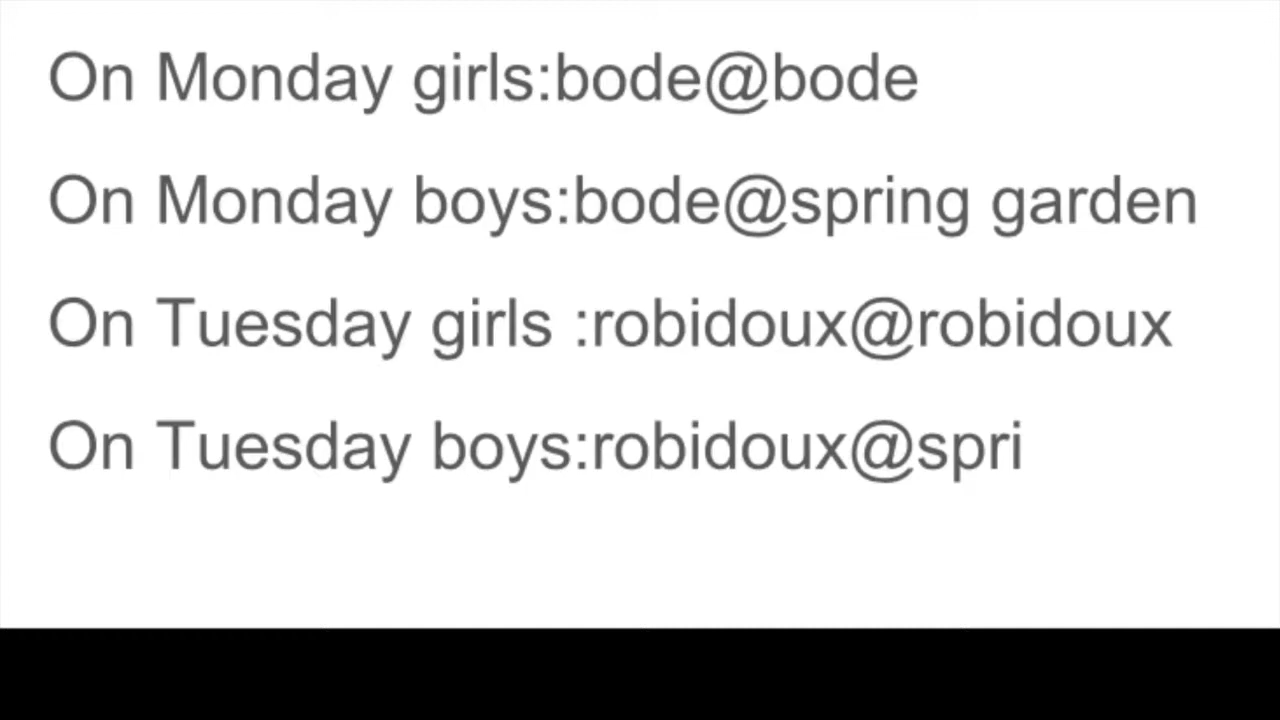 On Monday girls:bode@bode
On Monday boys:bode@spring garden
On Tuesday girls :robidoux@robidoux
On Tuesday boys:robidoux@spri